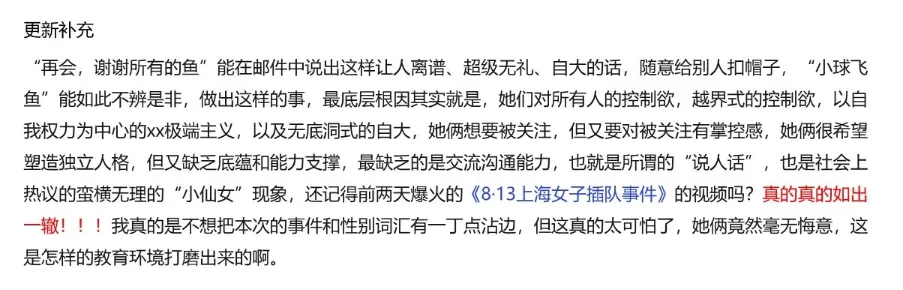 更新补充
“再会，谢谢所有的鱼”能在邮件中说出这样让人离谱、超级无礼、自大的话，随意给别人扣帽子，“小球飞
鱼”能如此不辨是非，做出这样的事，最底层根因其实就是，她们对所有人的控制欲，越界式的控制欲，以自
我权力为中心的xx极端主义，以及无底洞式的自大，她俩想要被关注，但又要对被关注有掌控感，她俩很希望
塑造独立人格，但又缺乏底蕴和能力支撑，最缺乏的是交流沟通能力，也就是所谓的“说人话”，也是社会上
热议的蛮横无理的“小仙女”现象，还记得前两天爆火的《8·13上海女子插队事件》的视频吗？真的真的如出
一辙！！！我真的是不想把本次的事件和性别词汇有一丁点沾边，但这真的太可怕了，她俩竟然毫无悔意，这
是怎样的教育环境打磨出来的啊。